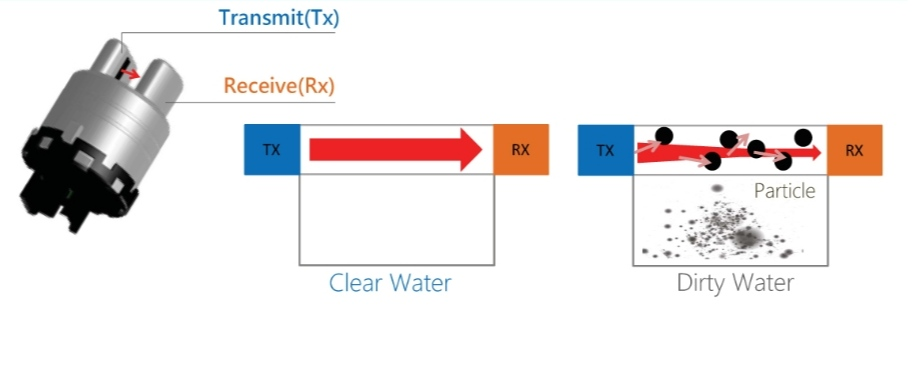 Transmit(Tx)
Receive(Rx)
TX
RX
TX
RX
Particle
Clear Water
Dirty Water